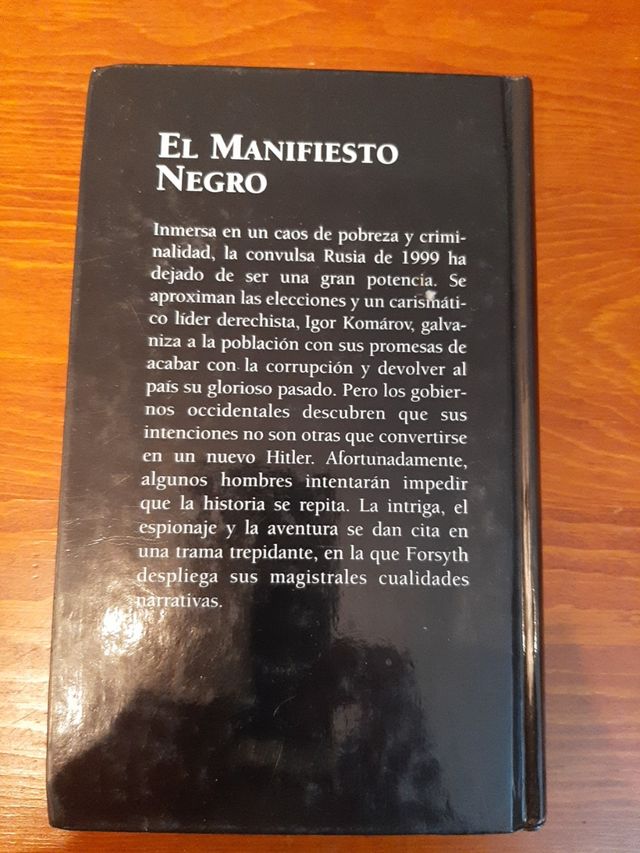 EL MANIFIESTO
NEGRO
Inmersa en un caos de pobreza y crimi-
nalidad, la convulsa Rusia de 1999 ha
dejado de ser una gran potencia. Se
aproximan las elecciones y un carismáti-
co líder derechista, Igor Komárov, galva-
niza a la población con sus promesas de
acabar con la corrupción y devolver al
país su glorioso pasado. Pero los gobier-
nos occidentales descubren que sus
intenciones no son otras que convertirse
en un nuevo Hitler. Afortunadamente,
algunos hombres intentarán impedir
que la historia se repita. La intriga, el
espionaje y la aventura se dan cita en
una trama trepidante, en la que Forsyth
despliega sus magistrales cualidades
narrativas.